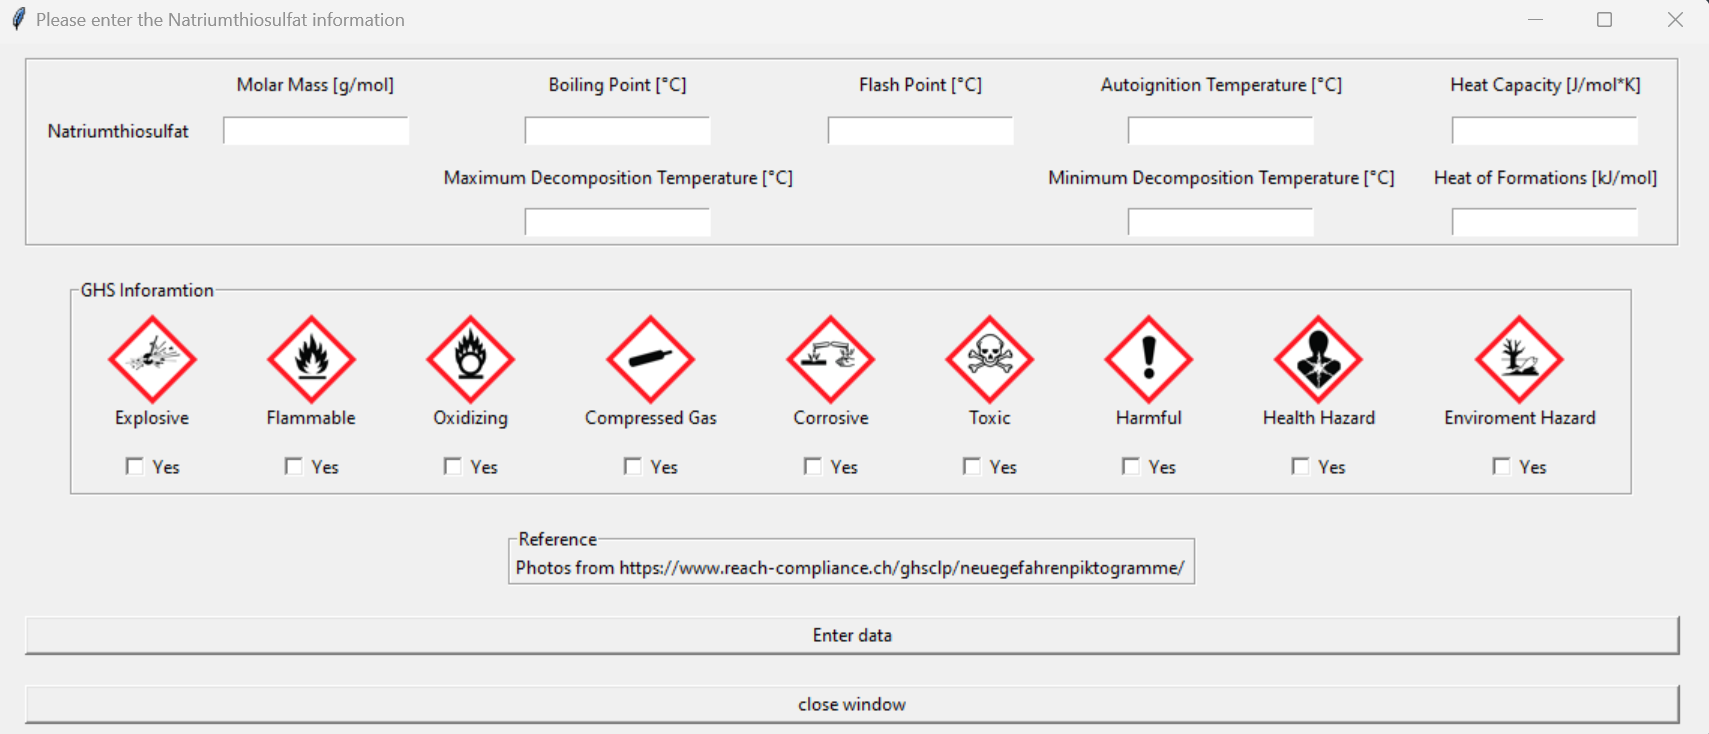 Please enter the Natriumthiosulfat information
Molar Mass [g/mol] Boiling Point [°C] Flash Point [°C] Autoignition Temperature [°C] Heat Capacity [J/mol*K]
Natriumthiosulfat
Maximum Decomposition Temperature [°C] Minimum Decomposition Temperature [°C] Heat of Formations [kJ/mol]
GHS Inforamtion
Explosive Flammable Oxidizing Compressed Gas Corrosive Toxic Harmful Health Hazard Enviroment Hazard
Yes Yes Yes Yes Yes Yes Yes Yes Yes
Reference
Photos from https://www.reach-compliance.ch/ghsclp/neuegefahrenpiktogramme/
Enter data
close window